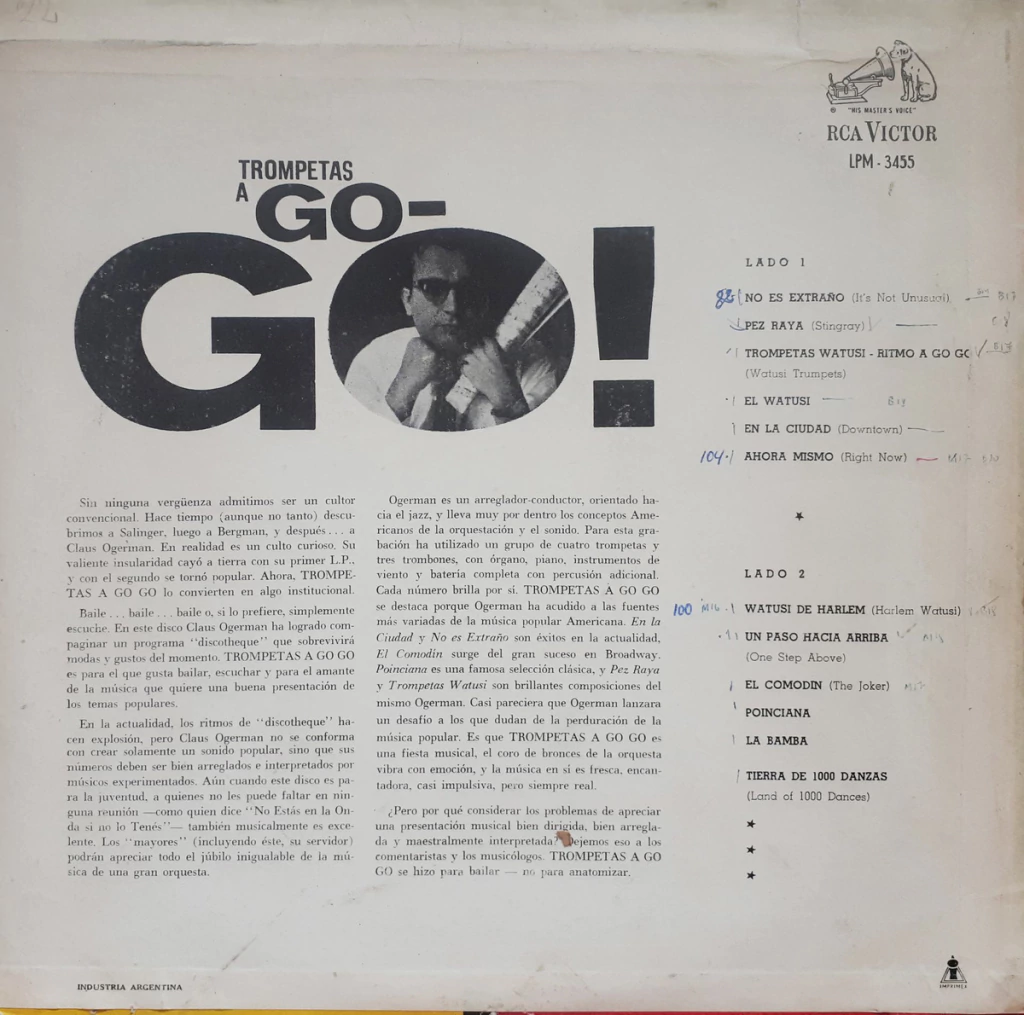 "HIS MASTER'S VOICE"
RCA VICTOR
LPM - 3455
TROMPETAS
A GO-
GO!
LADO 1
82 NO ES EXTRAÑO (It's Not Unusual)
PEZ RAYA (Stingray)
TROMPETAS WATUSI - RITMO A GO GO
(Watusi Trumpets)
EL WATUSI
EN LA CIUDAD (Downtown)
104 AHORA MISMO (Right Now)
LADO 2
100 WATUSI DE HARLEM (Harlem Watusi)
UN PASO HACIA ARRIBA
(One Step Above)
EL COMODIN (The Joker)
POINCIANA
LA BAMBA
TIERRA DE 1000 DANZAS
(Land of 1000 Dances)
Sin ninguna vergüenza admitimos ser un cultor
convencional. Hace tiempo (aunque no tanto) descu-
brimos a Salinger, luego a Bergman, y después... a
Claus Ogerman. En realidad es un culto curioso. Su
valiente insularidad cayó a tierra con su primer L.P.,
y con el segundo se tornó popular. Ahora, TROMPE-
TAS A GO GO lo convierten en algo institucional.
Baile... baile... baile o, si lo prefiere, simplemente
escuche. En este disco Claus Ogerman ha logrado com-
paginar un programa "discotheque" que sobrevivirá
modas y gustos del momento. TROMPETAS A GO GO
es para el que gusta bailar, escuchar y para el amante
de la música que quiere una buena presentación de
los temas populares.
En la actualidad, los ritmos de "discotheque" ha-
cen explosión, pero Claus Ogerman no se conforma
con crear solamente un sonido popular, sino que sus
números deben ser bien arreglados e interpretados por
músicos experimentados. Aún cuando este disco es pa-
ra la juventud, a quienes no les puede faltar en nin-
guna reunión —como quien dice "No Estás en la On-
da si no lo Tenés"— también musicalmente es exce-
lente. Los "mayores" (incluyendo éste, su servidor)
podrán apreciar todo el júbilo inigualable de la mú-
sica de una gran orquesta.
Ogerman es un arreglador-conductor, orientado ha-
cia el jazz, y lleva muy por dentro los conceptos Ame-
ricanos de la orquestación y el sonido. Para esta gra-
bación ha utilizado un grupo de cuatro trompetas y
tres trombones, con órgano, piano, instrumentos de
viento y batería completa con percusión adicional.
Cada número brilla por si. TROMPETAS A GO GO
se destaca porque Ogerman ha acudido a las fuentes
más variadas de la música popular Americana. En la
Ciudad y No es Extraño son éxitos en la actualidad,
El Comodín surge del gran suceso en Broadway.
Poinciana es una famosa selección clásica, y Pez Raya
y Trompetas Watusi son brillantes composiciones del
mismo Ogerman. Casi pareciera que Ogerman lanzara
un desafío a los que dudan de la perduración de la
música popular. Es que TROMPETAS A GO GO es
una fiesta musical, el coro de bronces de la orquesta
vibra con emoción, y la música en si es fresca, encan-
tadora, casi impulsiva, pero siempre real.
¿Pero por qué considerar los problemas de apreciar
una presentación musical bien dirigida, bien arregla-
da y maestralmente interpretada? Dejemos eso a los
comentaristas y los musicólogos. TROMPETAS A GO
GO se hizo para bailar — no para anatomizar.
INDUSTRIA ARGENTINA